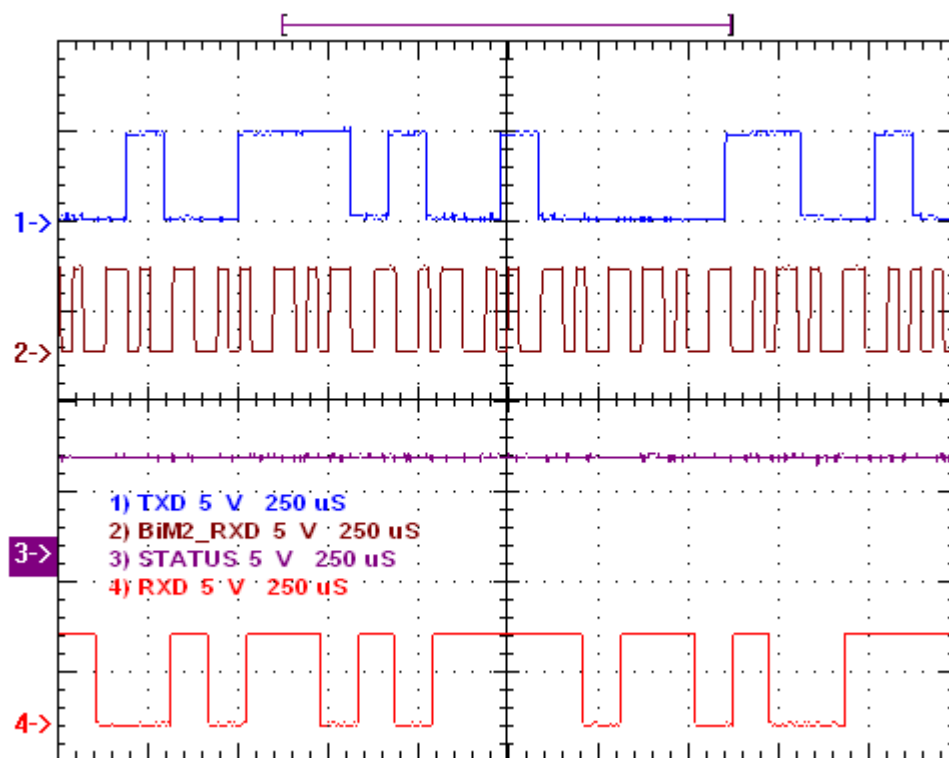 1->
2->
1) TXD 5 V 250 uS
2) BiM2_RXD 5 V 250 uS
3-> 3) STATUS 5 V 250 uS
4) RXD 5 V 250 uS
4->